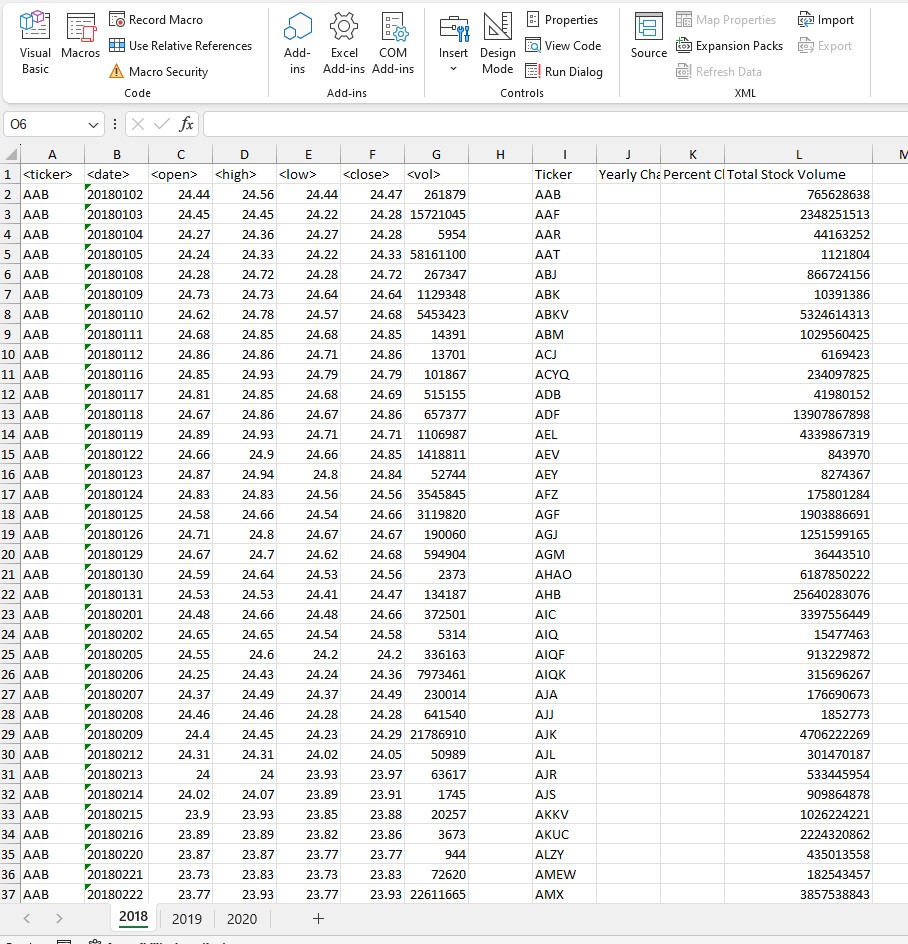 Visual Basic
Macros
Record Macro
Use Relative References
Macro Security
Code
Add-ins
Excel Add-ins
COM Add-ins
Add-ins
Insert
Design Mode
Properties
View Code
Run Dialog
Controls
Source
Map Properties
Expansion Packs
Refresh Data
Import
Export
XML
O6 fx
A B C D E F G H I J K L M
1 <ticker> <date> <open> <high> <low> <close> <vol> Ticker Yearly Cha Percent Cl Total Stock Volume
2 AAB 20180102 24.44 24.56 24.44 24.47 261879 AAB 765628638
3 AAB 20180103 24.45 24.45 24.22 24.28 15721045 AAF 2348251513
4 AAB 20180104 24.27 24.36 24.27 24.28 5954 AAR 44163252
5 AAB 20180105 24.24 24.33 24.22 24.33 58161100 AAT 1121804
6 AAB 20180108 24.28 24.72 24.28 24.72 267347 ABJ 866724156
7 AAB 20180109 24.73 24.73 24.64 24.64 1129348 ABK 10391386
8 AAB 20180110 24.62 24.78 24.57 24.68 5453423 ABKV 5324614313
9 AAB 20180111 24.68 24.85 24.68 24.85 14391 ABM 1029560425
10 AAB 20180112 24.86 24.86 24.71 24.86 13701 ACJ 6169423
11 AAB 20180116 24.85 24.93 24.79 24.79 101867 ACYQ 234097825
12 AAB 20180117 24.81 24.85 24.68 24.69 515155 ADB 41980152
13 AAB 20180118 24.67 24.86 24.67 24.86 657377 ADF 13907867898
14 AAB 20180119 24.89 24.93 24.71 24.71 1106987 AEL 4339867319
15 AAB 20180122 24.66 24.9 24.66 24.85 1418811 AEV 843970
16 AAB 20180123 24.87 24.94 24.8 24.84 52744 AEY 8274367
17 AAB 20180124 24.83 24.83 24.56 24.56 3545845 AFZ 175801284
18 AAB 20180125 24.58 24.66 24.54 24.66 3119820 AGF 1903886691
19 AAB 20180126 24.71 24.8 24.67 24.67 190060 AGJ 1251599165
20 AAB 20180129 24.67 24.7 24.62 24.68 594904 AGM 36443510
21 AAB 20180130 24.59 24.64 24.53 24.56 2373 AHAO 6187850222
22 AAB 20180131 24.53 24.53 24.41 24.47 134187 AHB 25640283076
23 AAB 20180201 24.48 24.66 24.48 24.66 372501 AIC 3397556449
24 AAB 20180202 24.65 24.65 24.54 24.58 5314 AIQ 15477463
25 AAB 20180205 24.55 24.6 24.2 24.2 336163 AIQF 913229872
26 AAB 20180206 24.25 24.43 24.24 24.36 7973461 AIQK 315696267
27 AAB 20180207 24.37 24.49 24.37 24.49 230014 AJA 176690673
28 AAB 20180208 24.46 24.46 24.28 24.28 641540 AJJ 1852773
29 AAB 20180209 24.4 24.45 24.23 24.29 21786910 AJK 4706222269
30 AAB 20180212 24.31 24.31 24.02 24.05 50989 AJL 301470187
31 AAB 20180213 24 24 23.93 23.97 63617 AJR 533445954
32 AAB 20180214 24.02 24.07 23.89 23.91 1745 AJS 909864878
33 AAB 20180215 23.9 23.93 23.85 23.88 20257 AKKV 1026224221
34 AAB 20180216 23.89 23.89 23.82 23.86 3673 AKUC 2224320862
35 AAB 20180220 23.87 23.87 23.77 23.77 944 ALZY 435013558
36 AAB 20180221 23.73 23.83 23.73 23.83 72620 AMEW 182543457
37 AAB 20180222 23.77 23.93 23.77 23.93 22611665 AMX 3857538843
2018 2019 2020